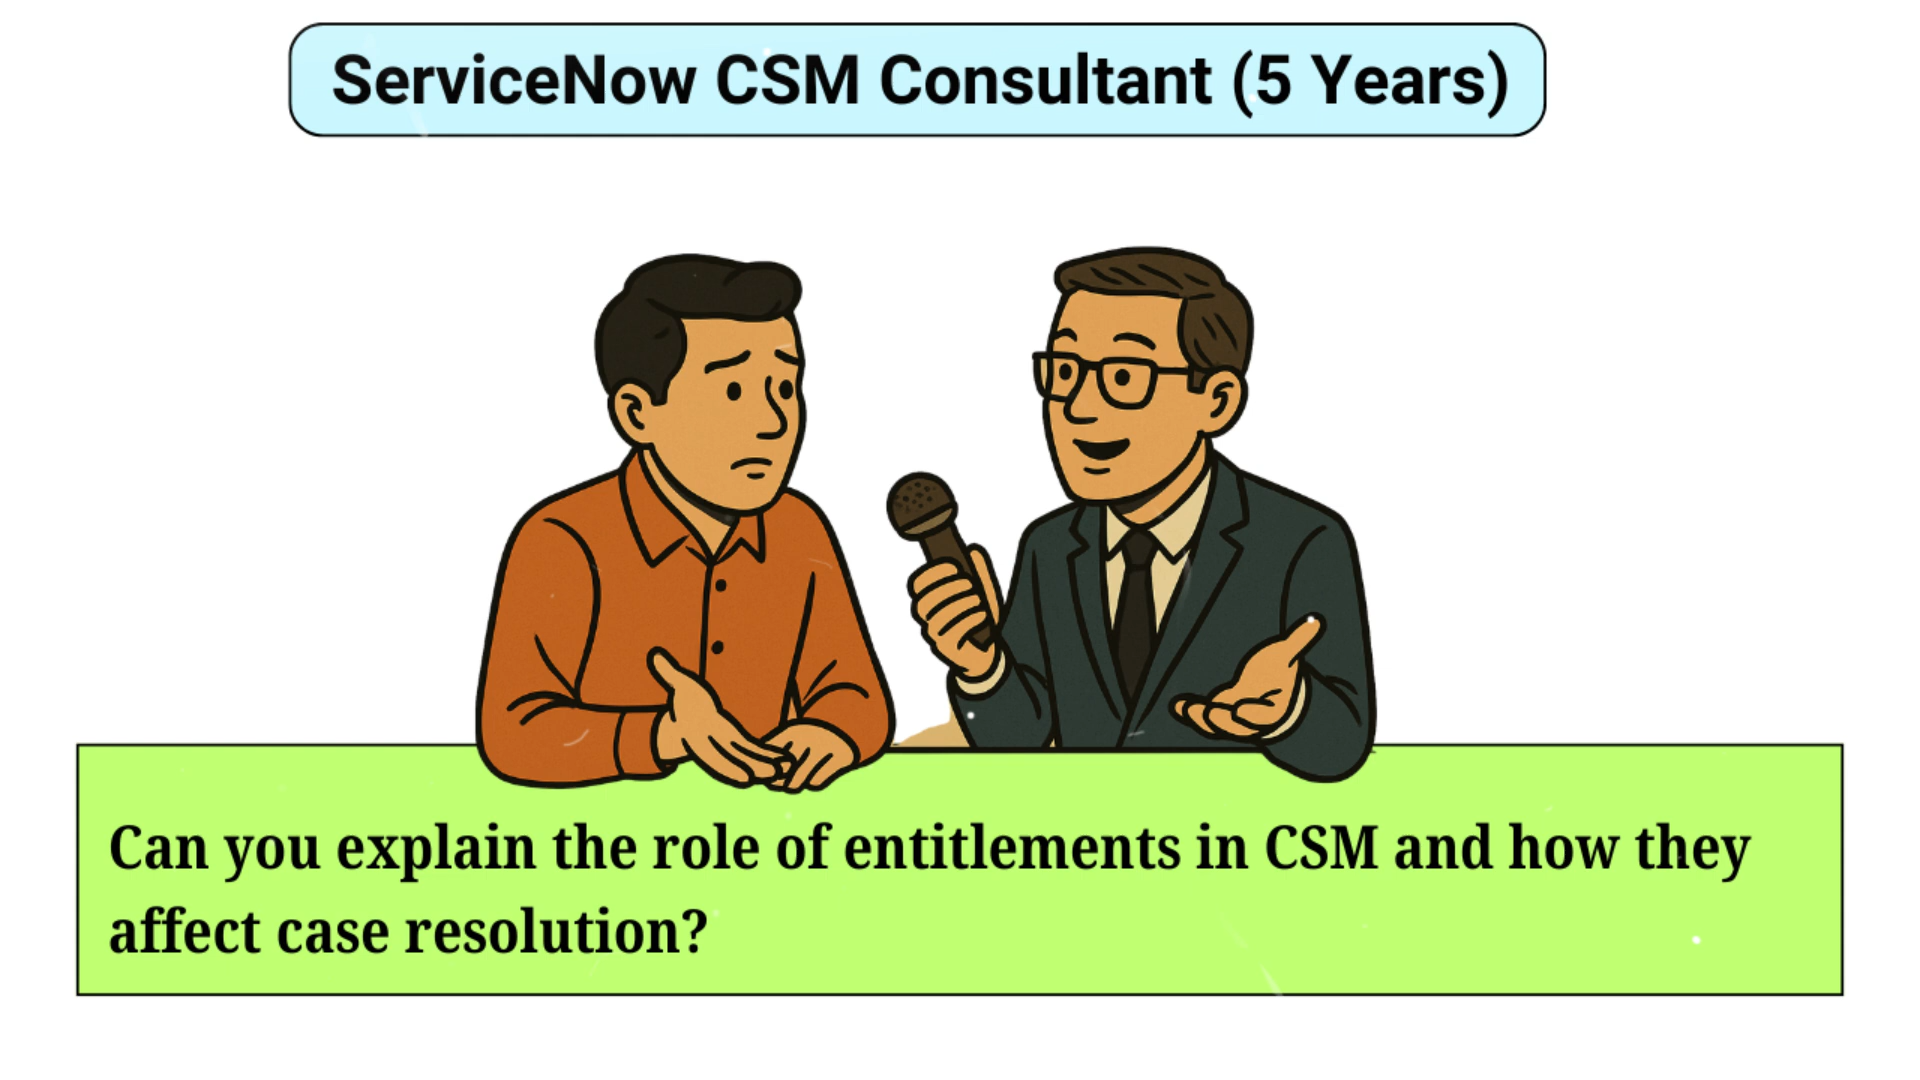 ServiceNow CSM Consultant (5 Years)
Can you explain the role of entitlements in CSM and how they
affect case resolution?